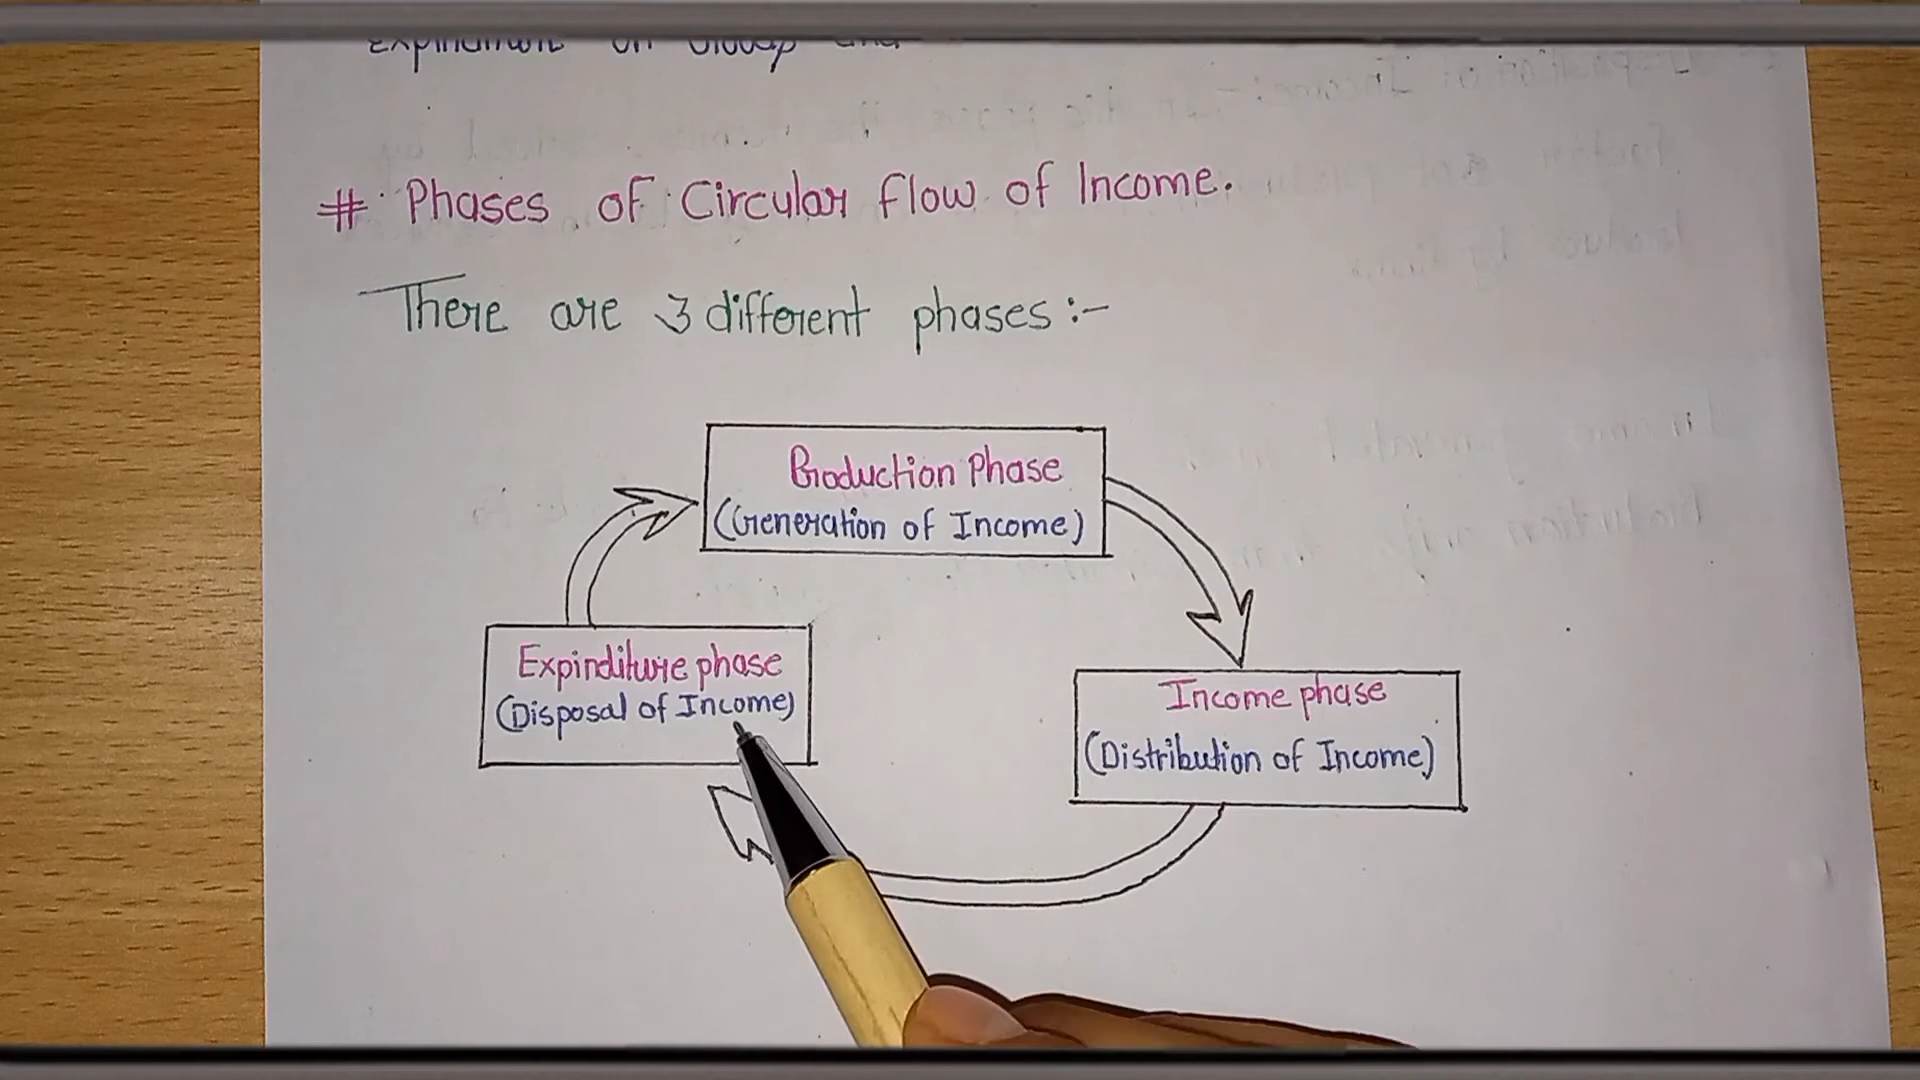 # Phases of Circular flow of Income.
There are 3 different phases :-
Production Phase
(Generation of Income)
Expinditure phase
(Disposal of Income)
Income phase
(Distribution of Income)